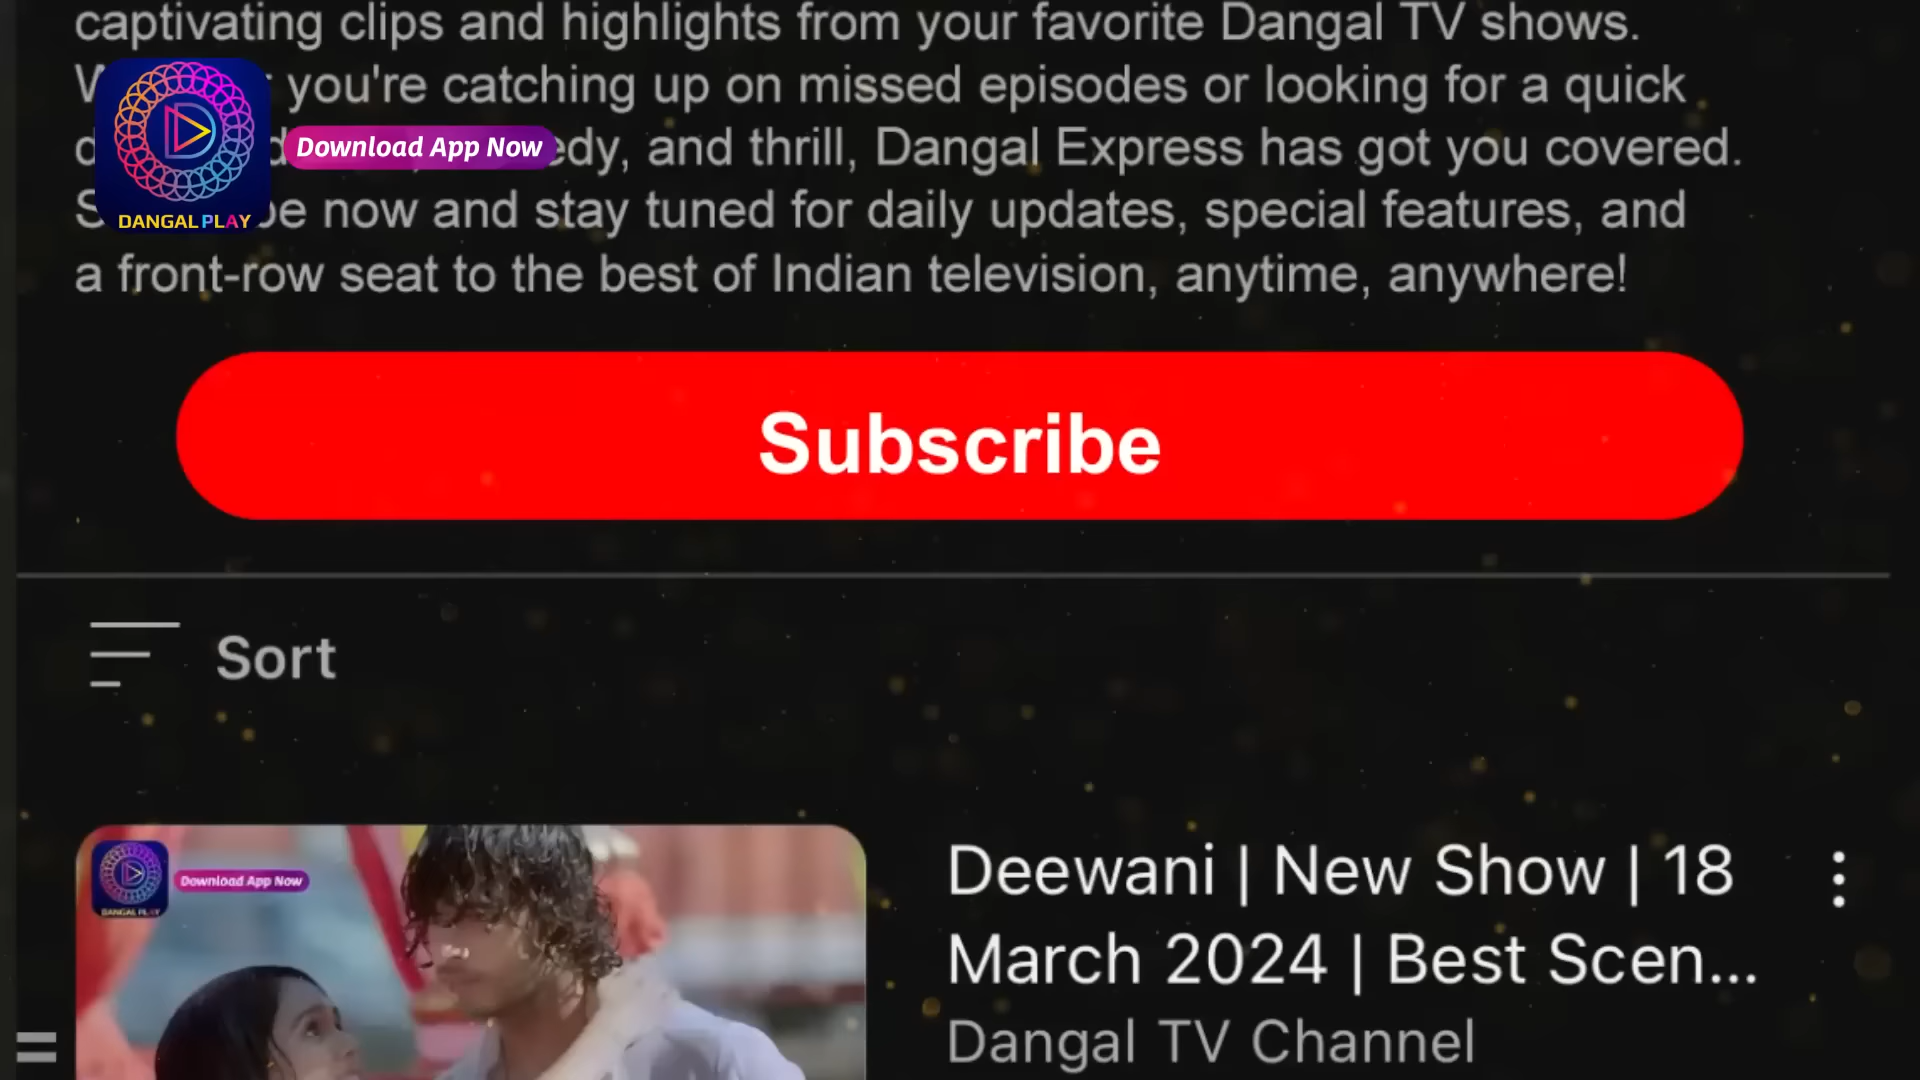 captivating clips and highlights from your favorite Dangal TV shows.
you're catching up on missed episodes or looking for a quick
and thrill, Dangal Express has got you covered.
now and stay tuned for daily updates, special features, and
a front-row seat to the best of Indian television, anytime, anywhere!
Download App Now
DANGAL PLAY
Subscribe
Sort
Download App Now
DANGAL PLAY
Deewani | New Show | 18
March 2024 | Best Scen...
Dangal TV Channel